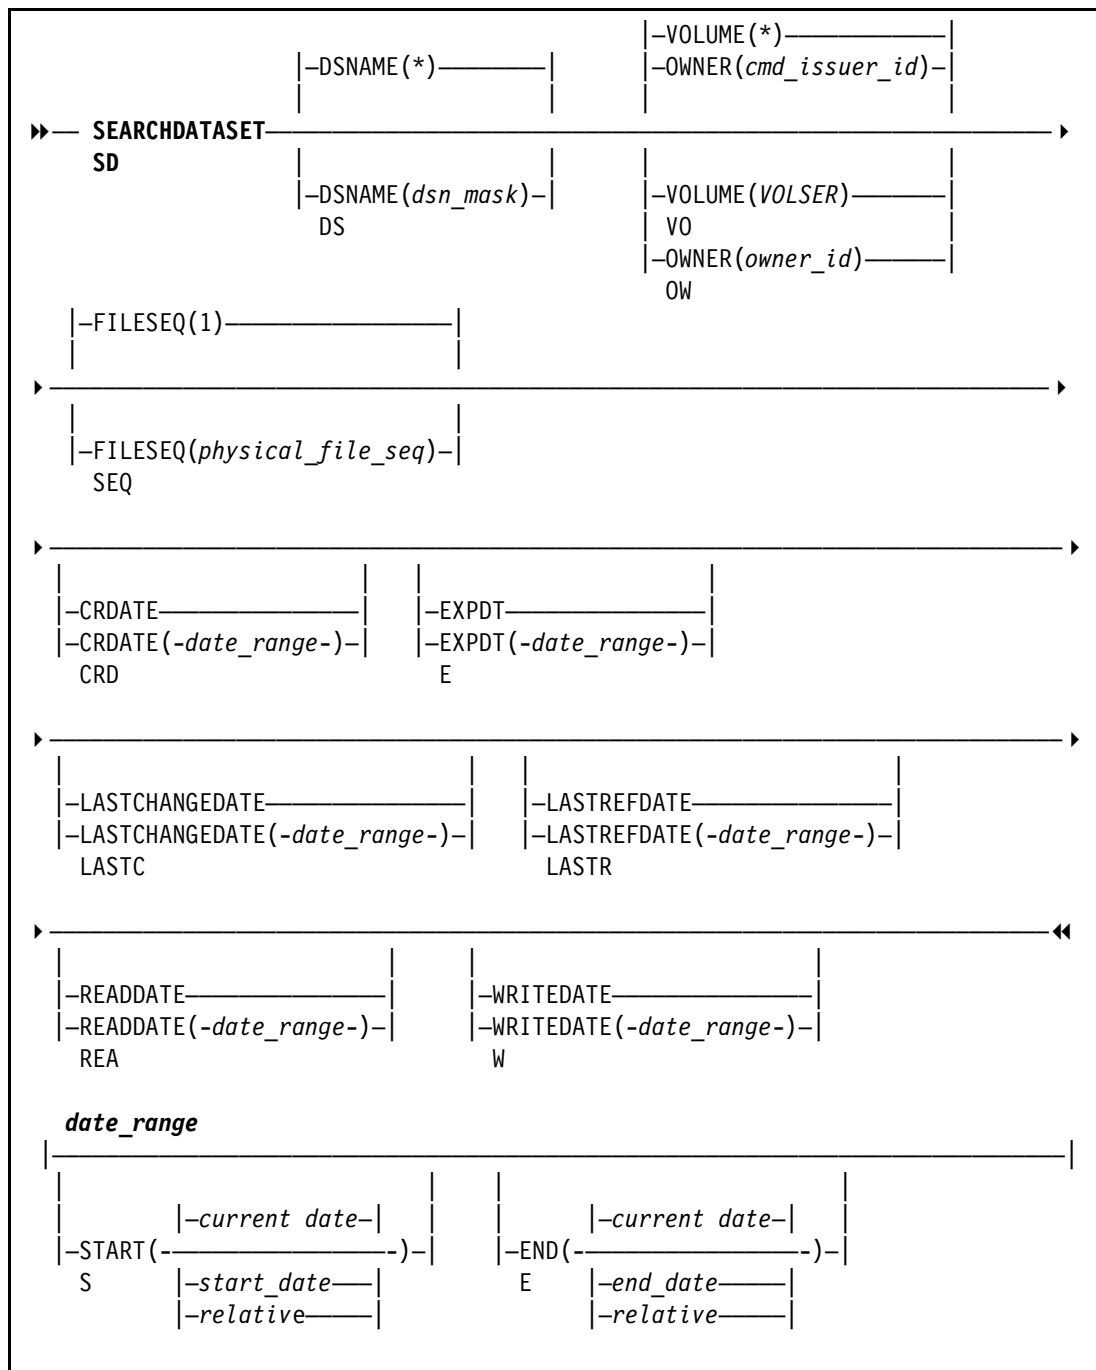 VOLUME(*)
DSNAME(*) OWNER(cmd_issuer_id)
SEARCHDATASET
SD
DSNAME(dsn_mask) VOLUME(VOLSER)
DS VO
OWNER(owner_id)
OW
FILESEQ(1)
FILESEQ(physical_file_seq)
SEQ
CRDATE EXPDT
CRDATE(-date_range-) EXPDT(-date_range-)
CRD E
LASTCHANGEDATE LASTREFDATE
LASTCHANGEDATE(-date_range-) LASTREFDATE(-date_range-)
LASTC LASTR
READDATE WRITEDATE
READDATE(-date_range-) WRITEDATE(-date_range-)
REA W
date_range
current date current date
START(- -) END(- -)
S start_date E end_date
relative relative